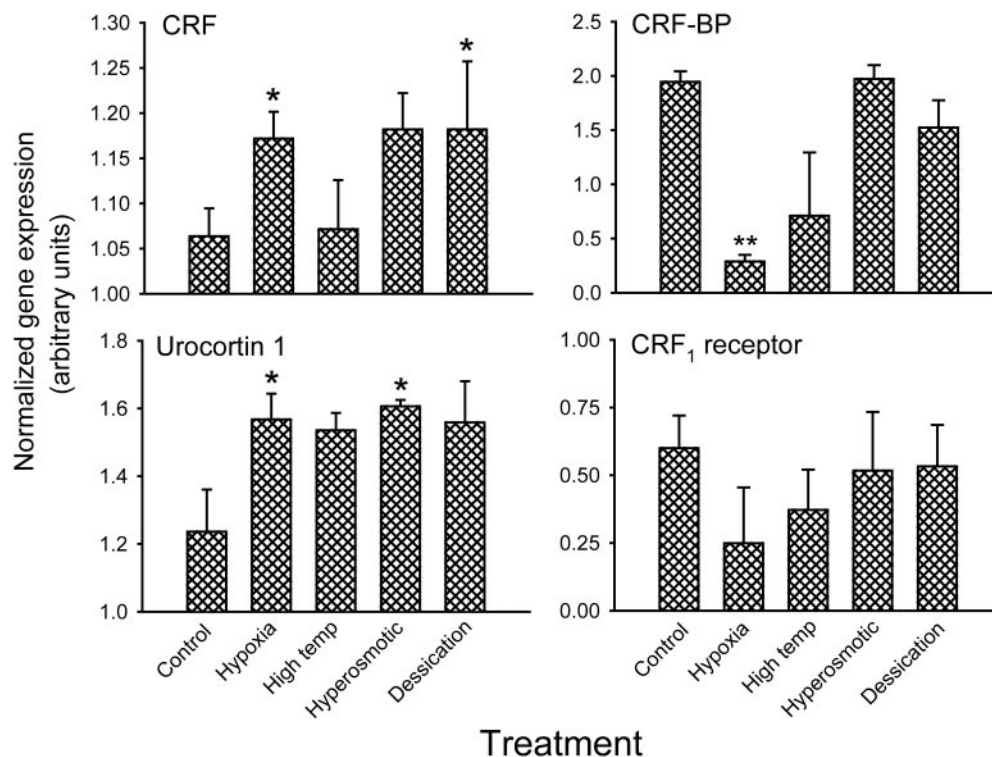 Normalized gene expression
(arbitrary units)
CRF
1.30
1.25
1.20
1.15
1.10
1.05
1.00
*
*
CRF-BP
2.5
2.0
1.5
1.0
0.5
0.0
**
Urocortin 1
1.8
1.6
1.4
1.2
1.0
*
*
Control
Hypoxia
High temp
Hyperosmotic
Dessication
CRF₁ receptor
1.00
0.75
0.50
0.25
0.00
Control
Hypoxia
High temp
Hyperosmotic
Dessication
Treatment